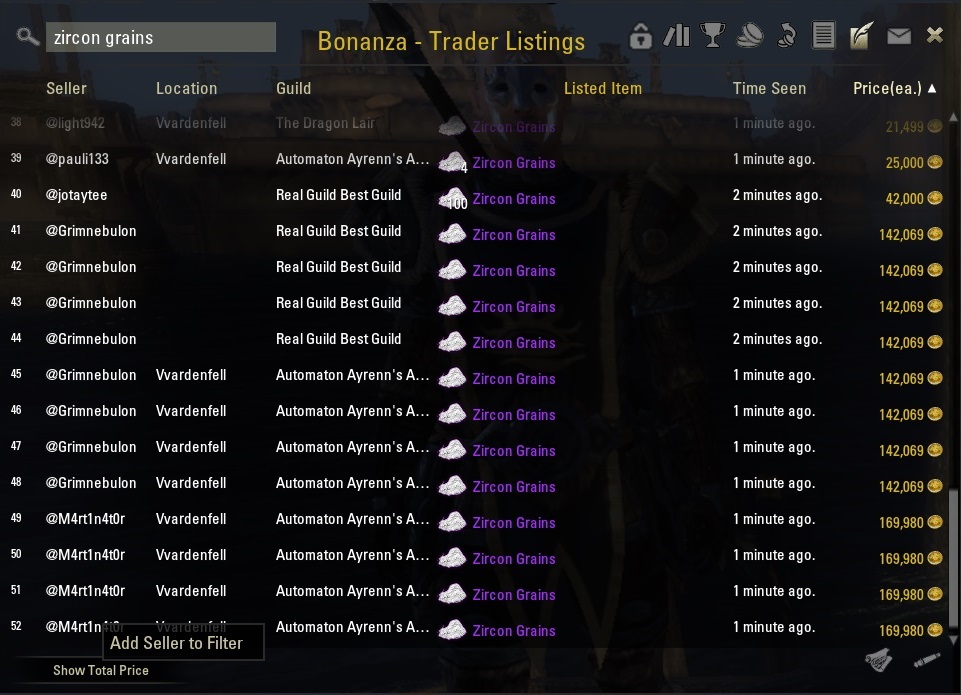 zircon grains
Bonanza - Trader Listings
Seller Location Guild Listed Item Time Seen Price(ea.)
38 @light942 Vvardenfell The Dragon Lair Zircon Grains 1 minute ago. 21,499
39 @pauli133 Vvardenfell Automaton Ayrenn's A... 4 Zircon Grains 1 minute ago. 25,000
40 @jotaytee Real Guild Best Guild 100 Zircon Grains 2 minutes ago. 42,000
41 @Grimnebulon Real Guild Best Guild Zircon Grains 2 minutes ago. 142,069
42 @Grimnebulon Real Guild Best Guild Zircon Grains 2 minutes ago. 142,069
43 @Grimnebulon Real Guild Best Guild Zircon Grains 2 minutes ago. 142,069
44 @Grimnebulon Real Guild Best Guild Zircon Grains 2 minutes ago. 142,069
45 @Grimnebulon Vvardenfell Automaton Ayrenn's A... Zircon Grains 1 minute ago. 142,069
46 @Grimnebulon Vvardenfell Automaton Ayrenn's A... Zircon Grains 1 minute ago. 142,069
47 @Grimnebulon Vvardenfell Automaton Ayrenn's A... Zircon Grains 1 minute ago. 142,069
48 @Grimnebulon Vvardenfell Automaton Ayrenn's A... Zircon Grains 1 minute ago. 142,069
49 @M4rt1n4t0r Vvardenfell Automaton Ayrenn's A... Zircon Grains 1 minute ago. 169,980
50 @M4rt1n4t0r Vvardenfell Automaton Ayrenn's A... Zircon Grains 1 minute ago. 169,980
51 @M4rt1n4t0r Vvardenfell Automaton Ayrenn's A... Zircon Grains 1 minute ago. 169,980
52 @M4rt1n4t0r Vvardenfell Automaton Ayrenn's A... Zircon Grains 1 minute ago. 169,980
Add Seller to Filter
Show Total Price